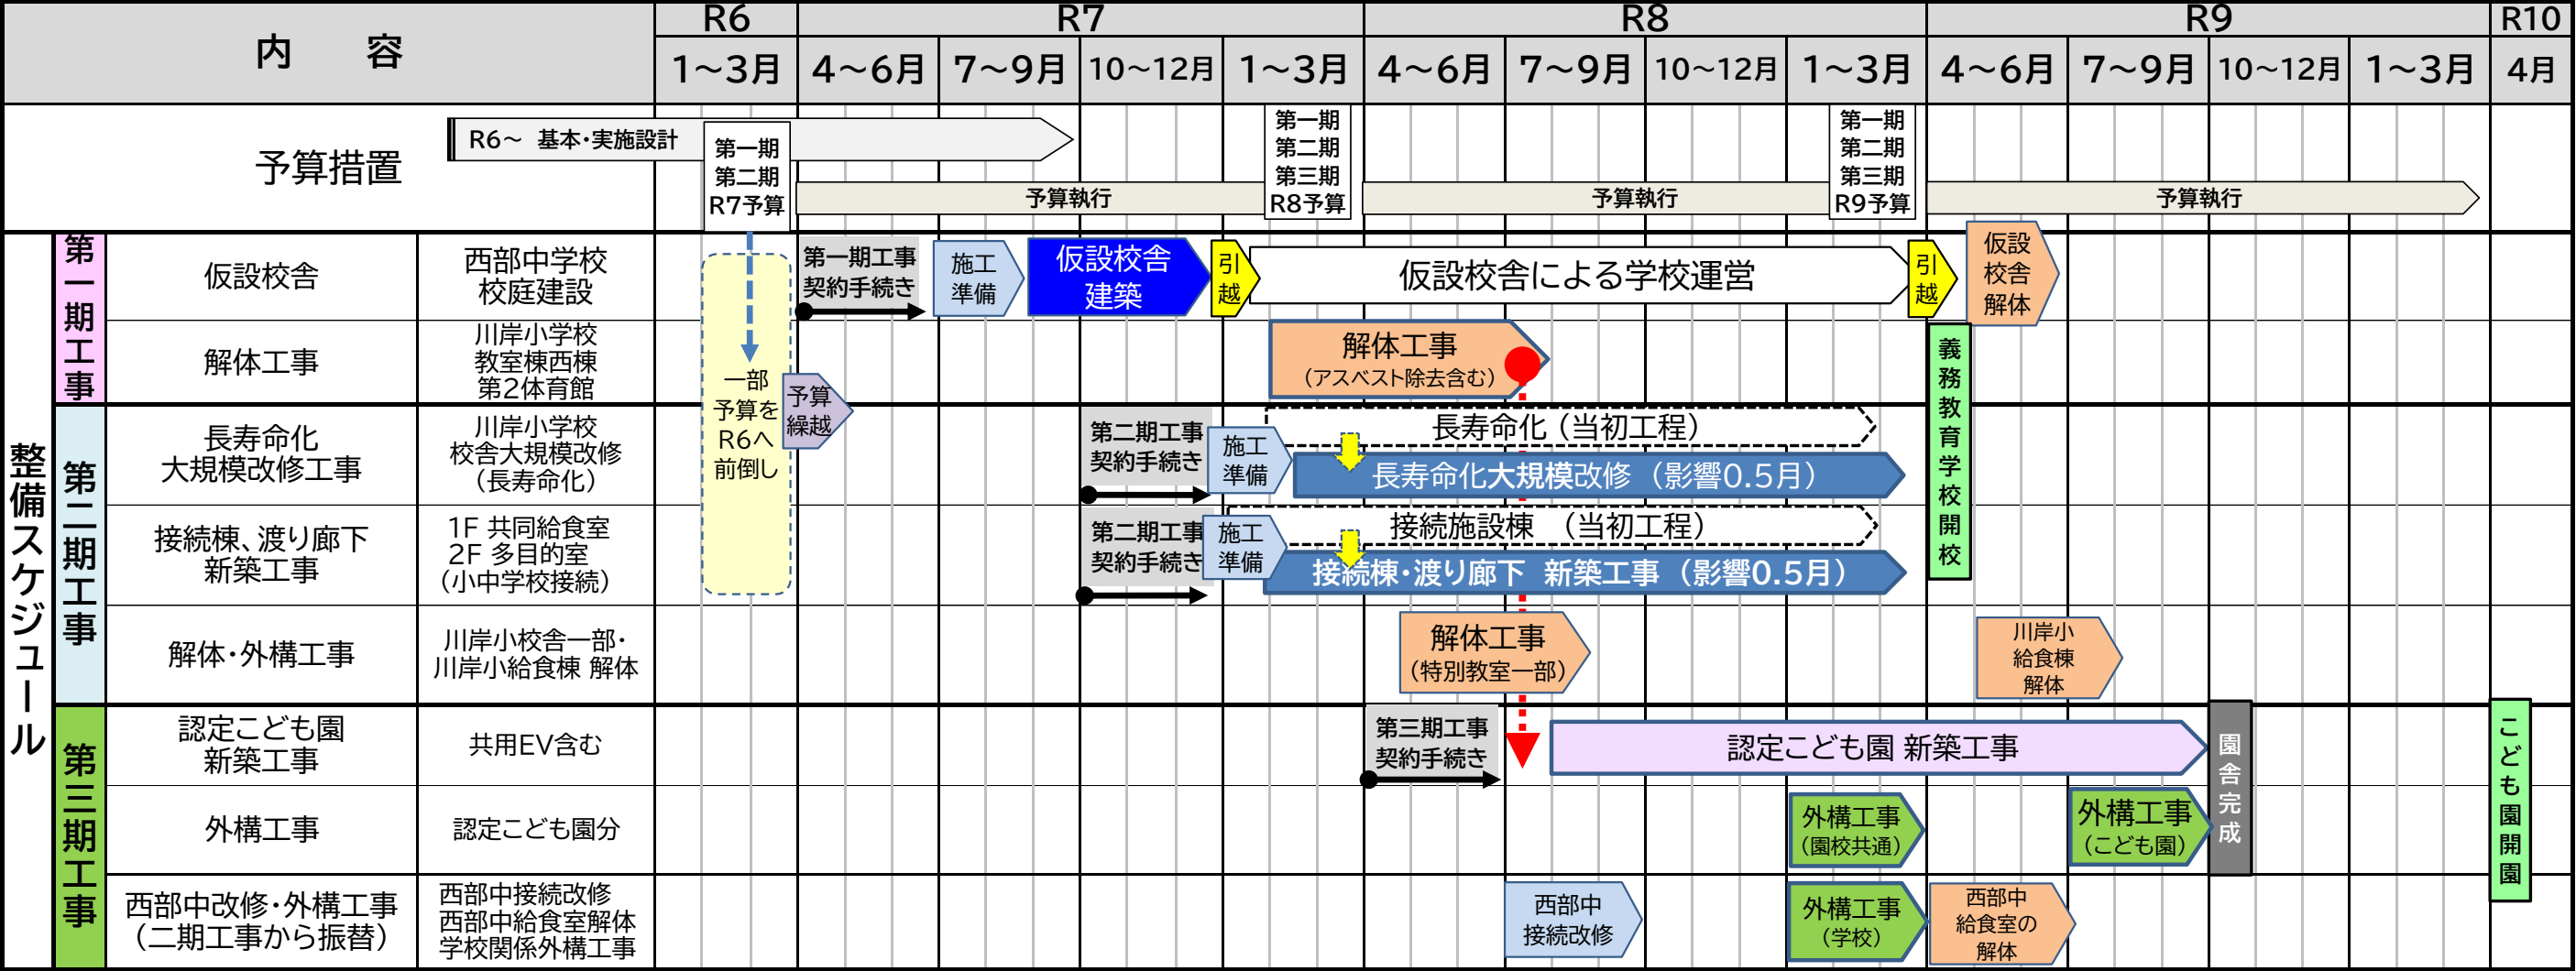 内　容
R6
R7
R8
R9
R10
1～3月
4～6月
7～9月
10～12月
1～3月
4～6月
7～9月
10～12月
1～3月
4～6月
7～9月
10～12月
1～3月
4月
予算措置
R6～ 基本・実施設計
第一期
第二期
R7予算
予算執行
第一期
第二期
第三期
R8予算
予算執行
第一期
第二期
第三期
R9予算
予算執行
整備スケジュール
第一期工事
仮設校舎
西部中学校
校庭建設
第一期工事
契約手続き
施工
準備
仮設校舎
建築
引越
仮設校舎による学校運営
引越
仮設
校舎
解体
解体工事
川岸小学校
教室棟西棟
第2体育館
一部
予算を
R6へ
前倒し
予算
繰越
解体工事
（アスベスト除去含む）
義務教育学校開校
第二期工事
長寿命化
大規模改修工事
川岸小学校
校舎大規模改修
（長寿命化）
第二期工事
契約手続き
施工
準備
長寿命化（当初工程）
長寿命化大規模改修（影響0.5月）
接続棟、渡り廊下
新築工事
1F 共同給食室
2F 多目的室
（小中学校接続）
第二期工事
契約手続き
施工
準備
接続施設棟　（当初工程）
接続棟・渡り廊下　新築工事（影響0.5月）
解体・外構工事
川岸小校舎一部・
川岸小給食棟 解体
解体工事
（特別教室一部）
川岸小
給食棟
解体
第三期工事
認定こども園
新築工事
共用EV含む
第三期工事
契約手続き
認定こども園 新築工事
園舎完成
こども園開園
外構工事
認定こども園分
外構工事
（園校共通）
外構工事
（こども園）
西部中改修・外構工事
（二期工事から振替）
西部中接続改修
西部中給食室解体
学校関係外構工事
西部中
接続改修
外構工事
（学校）
西部中
給食室の
解体